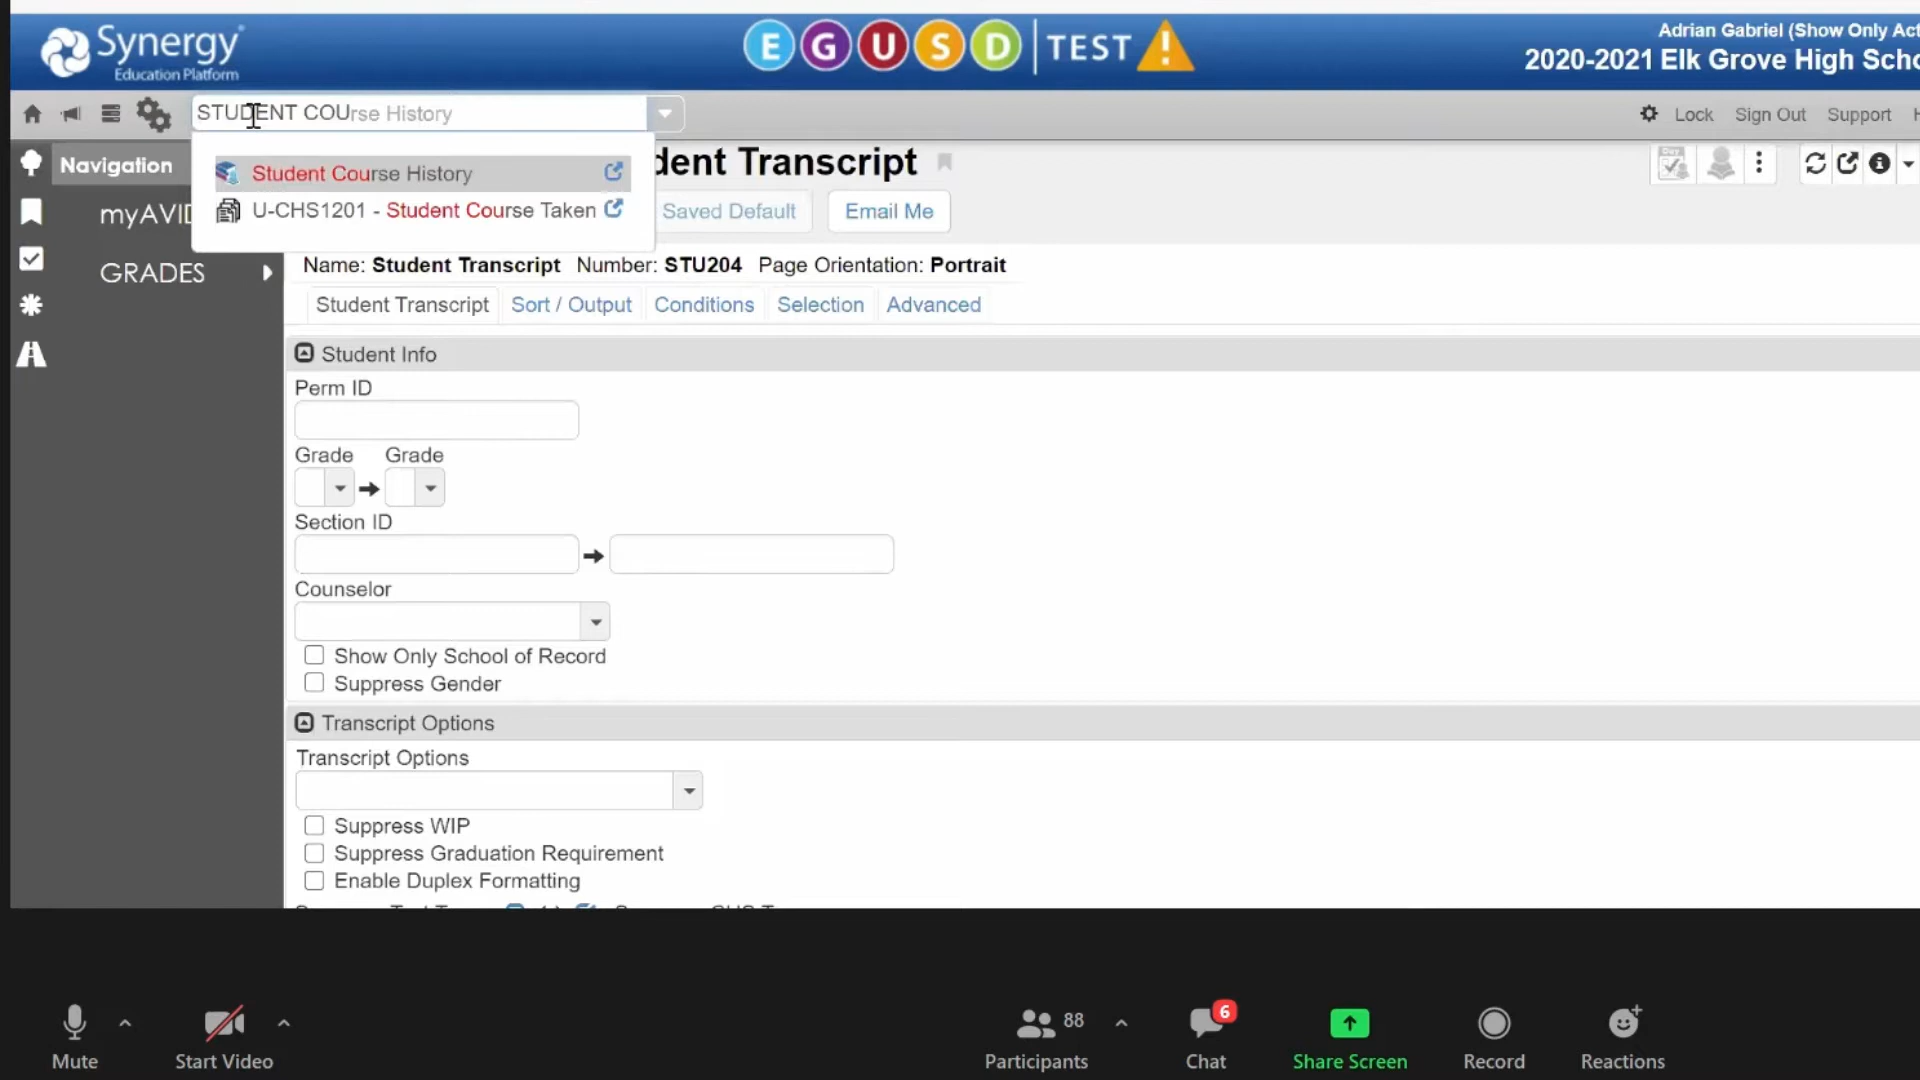 Synergy
Education Platform
EGUSD TEST
Adrian Gabriel (Show Only Act
2020-2021 Elk Grove High Scho
STUDENT COUrse History
Lock Sign Out Support H
Navigation
Student Course History
U-CHS1201 - Student Course Taken
dent Transcript
myAVID
Saved Default Email Me
GRADES
Name: Student Transcript Number: STU204 Page Orientation: Portrait
Student Transcript Sort / Output Conditions Selection Advanced
Student Info
Perm ID
Grade Grade
Section ID
Counselor
Show Only School of Record
Suppress Gender
Transcript Options
Transcript Options
Suppress WIP
Suppress Graduation Requirement
Enable Duplex Formatting
88
6
Mute Start Video Participants Chat Share Screen Record Reactions